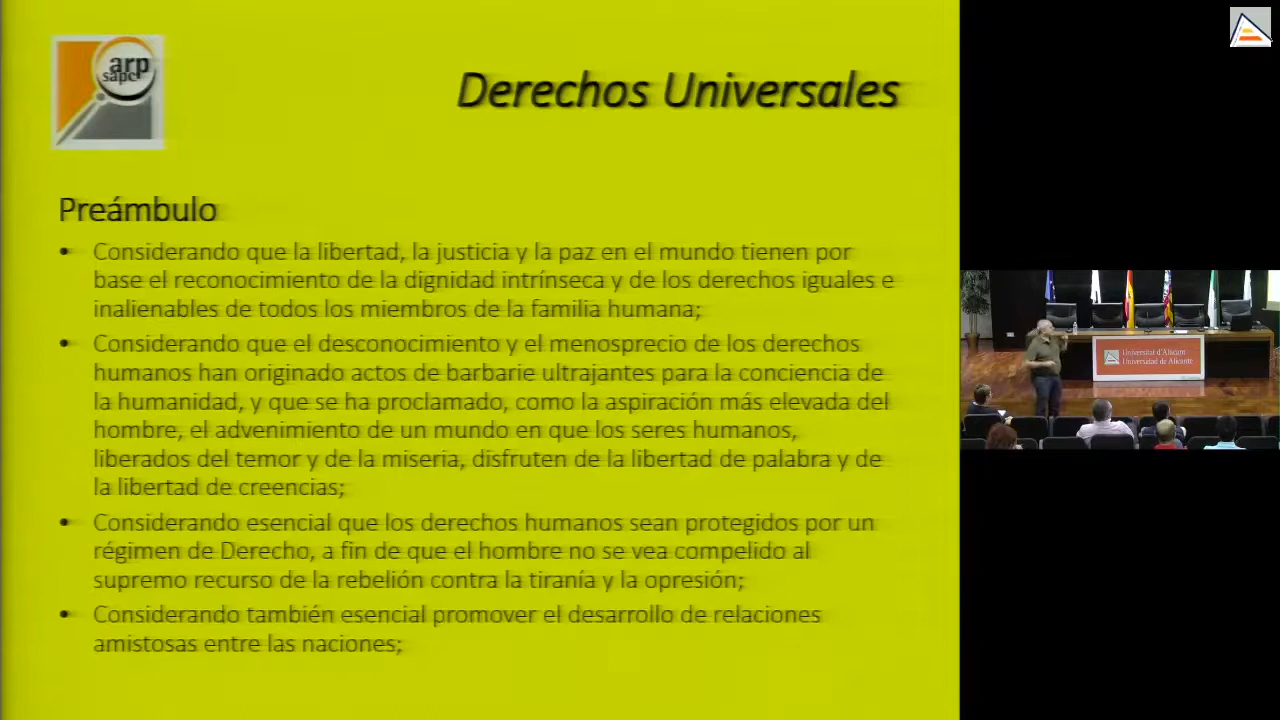 arp
sapc
Derechos Universales
Preámbulo
• Considerando que la libertad, la justicia y la paz en el mundo tienen por
base el reconocimiento de la dignidad intrínseca y de los derechos iguales e
inalienables de todos los miembros de la familia humana;
• Considerando que el desconocimiento y el menosprecio de los derechos
humanos han originado actos de barbarie ultrajantes para la conciencia de
la humanidad, y que se ha proclamado, como la aspiración más elevada del
hombre, el advenimiento de un mundo en que los seres humanos,
liberados del temor y de la miseria, disfruten de la libertad de palabra y de
la libertad de creencias;
• Considerando esencial que los derechos humanos sean protegidos por un
régimen de Derecho, a fin de que el hombre no se vea compelido al
supremo recurso de la rebelión contra la tiranía y la opresión;
• Considerando también esencial promover el desarrollo de relaciones
amistosas entre las naciones;
Universitat d'Alacant
Universidad de Alicante